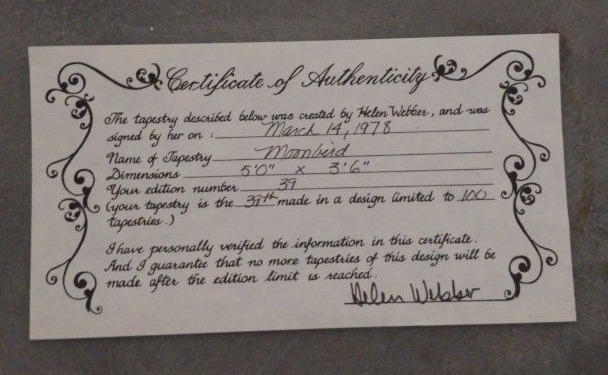 Certificate of Authenticity
The tapestry described below was created by Helen Webber, and was
signed by her on : March 14, 1978
Name of Tapestry Moonbird
Dimensions 5'0" x 3'6"
Your edition number 39
(your tapestry is the 39th made in a design limited to 100
tapestries.)
I have personally verified the information in this certificate.
And I guarantee that no more tapestries of this design will be
made after the edition limit is reached.
Helen Webber